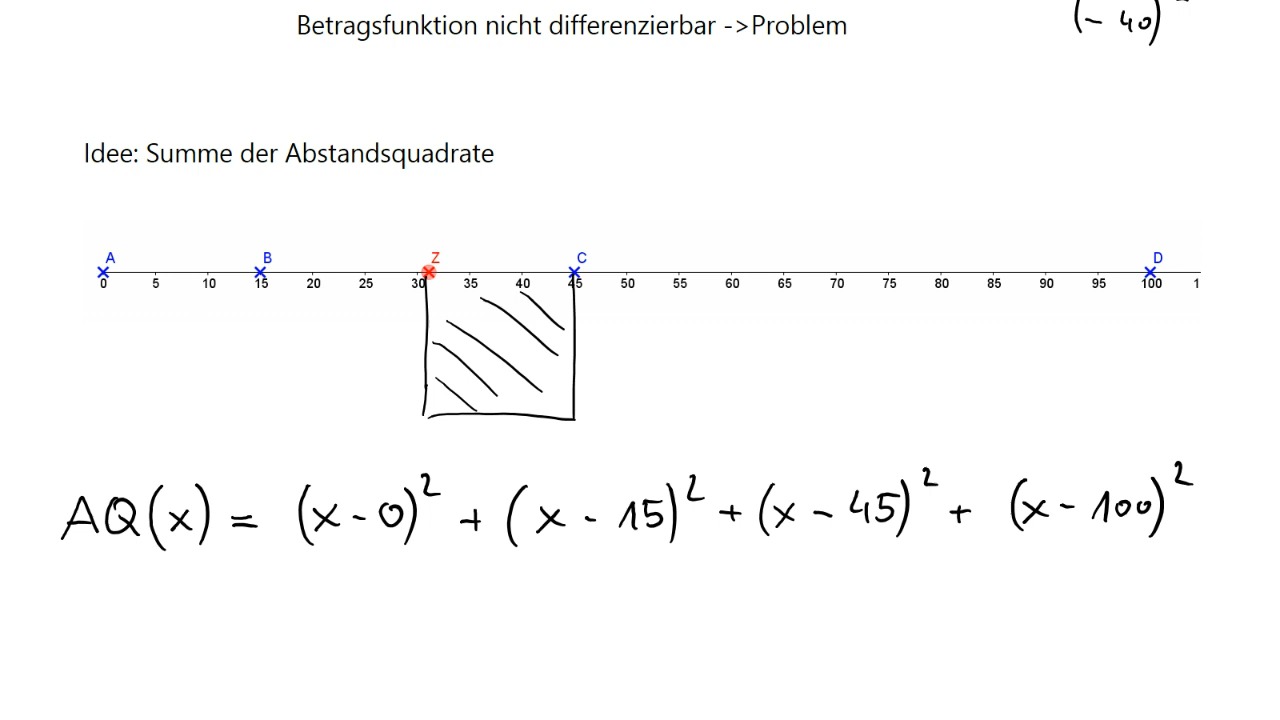 Betragsfunktion nicht differenzierbar ->Problem
(- 40)
Idee: Summe der Abstandsquadrate
A B Z C D
0 5 10 15 20 25 30 35 40 45 50 55 60 65 70 75 80 85 90 95 100 1
AQ(x) = (x-0)² + (x - 15)² + (x - 45)² + (x - 100)²